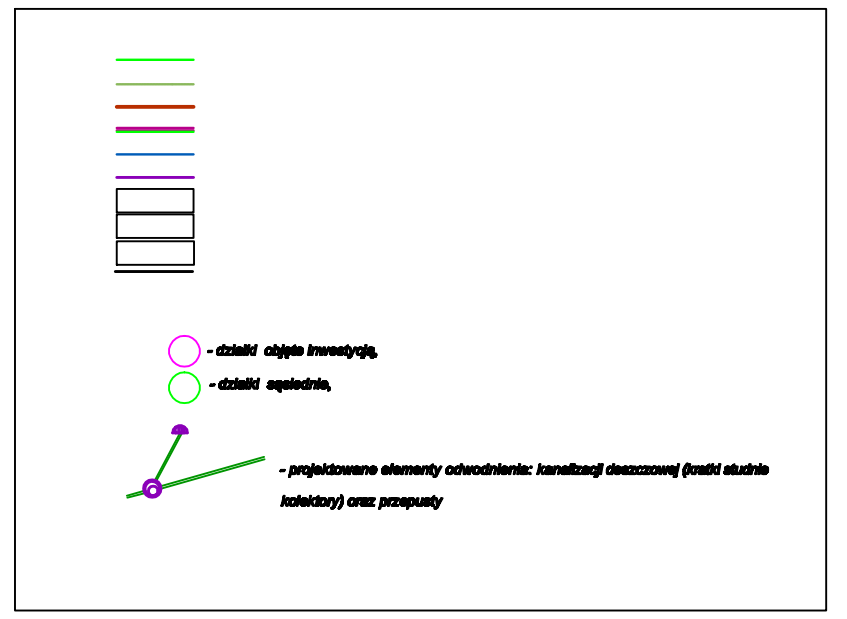 - działki objęte inwestycją,
- działki sąsiednie,
- projektowane elementy odwodnienia: kanalizacji deszczowej (kratki studnie
kolektory) oraz przepusty